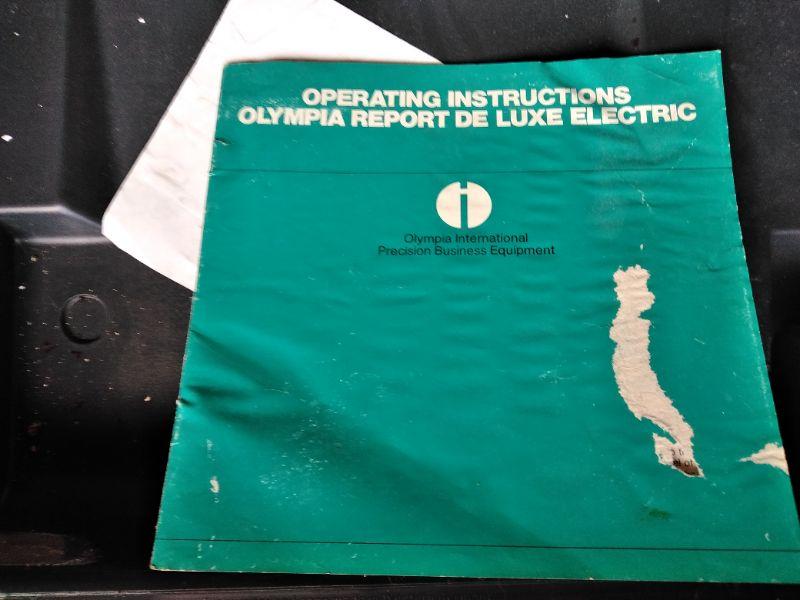 OPERATING INSTRUCTIONS
OLYMPIA REPORT DE LUXE ELECTRIC
Olympia International
Precision Business Equipment